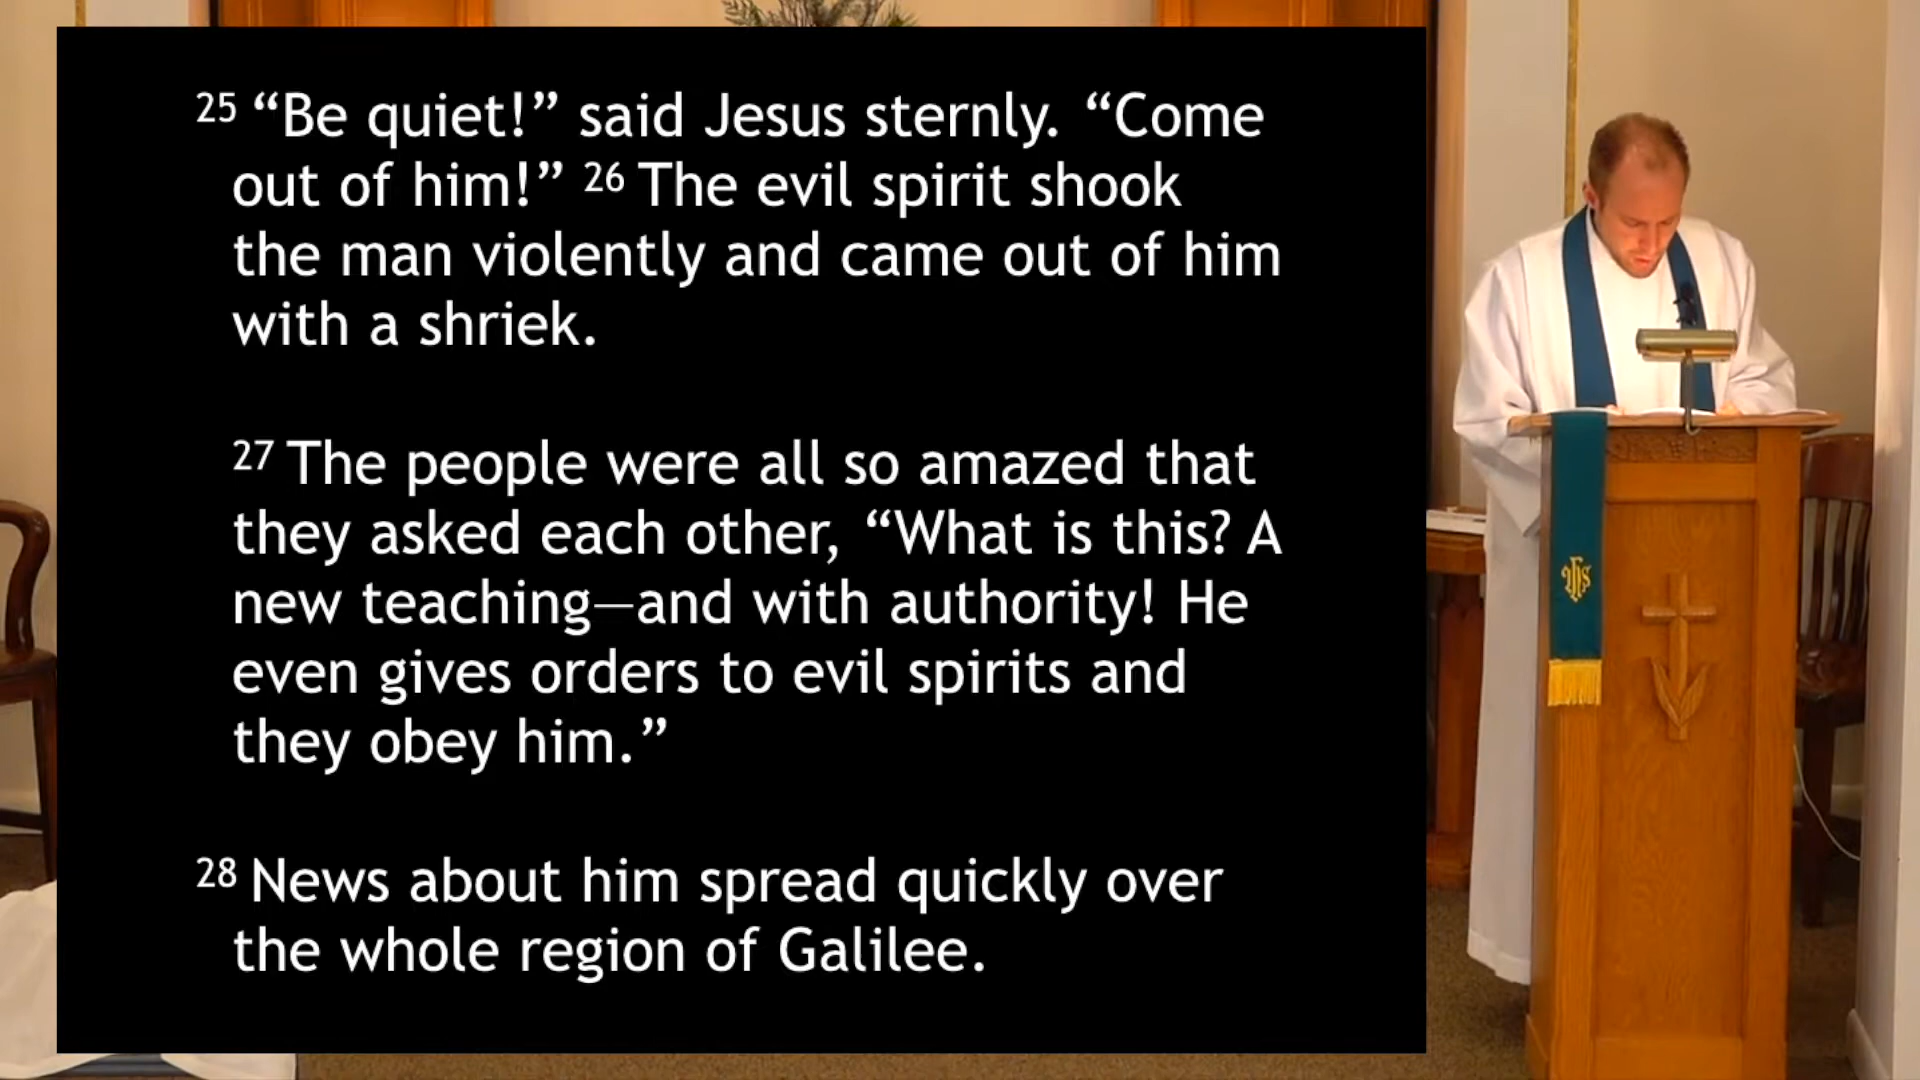 25 “Be quiet!” said Jesus sternly. “Come
out of him!” 26 The evil spirit shook
the man violently and came out of him
with a shriek.
27 The people were all so amazed that
they asked each other, “What is this? A
new teaching—and with authority! He
even gives orders to evil spirits and
they obey him.”
28 News about him spread quickly over
the whole region of Galilee.
IHS